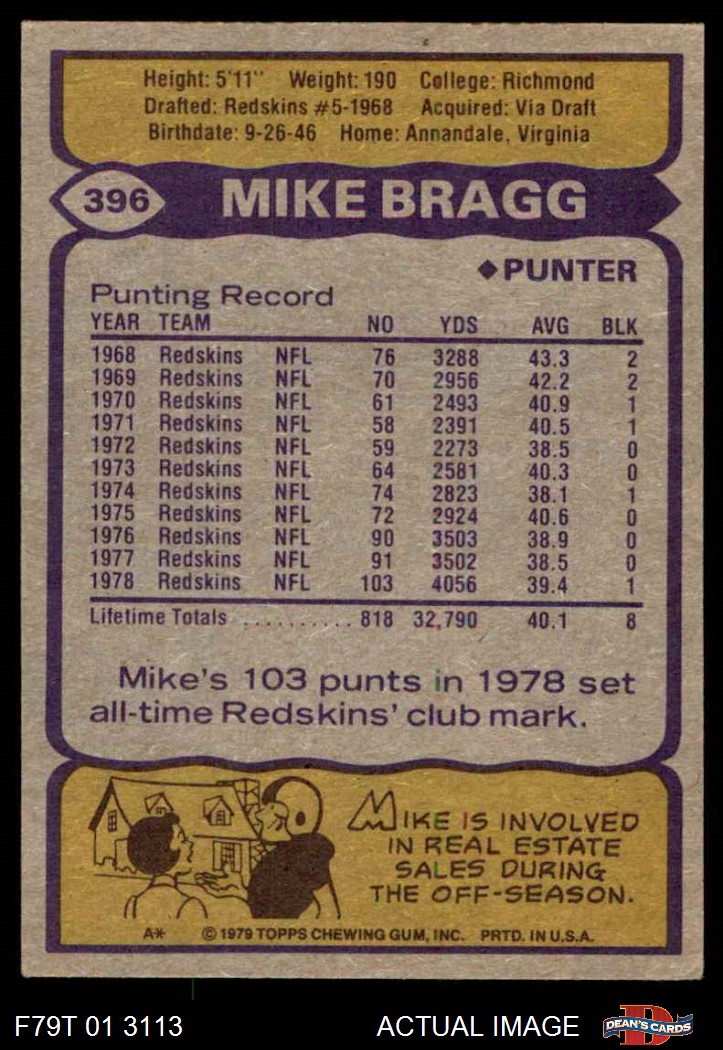 Height: 5'11" Weight: 190 College: Richmond
Drafted: Redskins #5-1968 Acquired: Via Draft
Birthdate: 9-26-46 Home: Annandale, Virginia
396 MIKE BRAGG
◆PUNTER
Punting Record
YEAR TEAM NO YDS AVG BLK
1968 Redskins NFL 76 3288 43.3 2
1969 Redskins NFL 70 2956 42.2 2
1970 Redskins NFL 61 2493 40.9 1
1971 Redskins NFL 58 2391 40.5 1
1972 Redskins NFL 59 2273 38.5 0
1973 Redskins NFL 64 2581 40.3 0
1974 Redskins NFL 74 2823 38.1 1
1975 Redskins NFL 72 2924 40.6 0
1976 Redskins NFL 90 3503 38.9 0
1977 Redskins NFL 91 3502 38.5 0
1978 Redskins NFL 103 4056 39.4 1
Lifetime Totals .......... 818 32,790 40.1 8
Mike's 103 punts in 1978 set
all-time Redskins' club mark.
MIKE IS INVOLVED
IN REAL ESTATE
SALES DURING
THE OFF-SEASON.
A* © 1979 TOPPS CHEWING GUM, INC. PRTD. IN U.S.A.
F79T 01 3113 ACTUAL IMAGE D DEAN'S CARDS